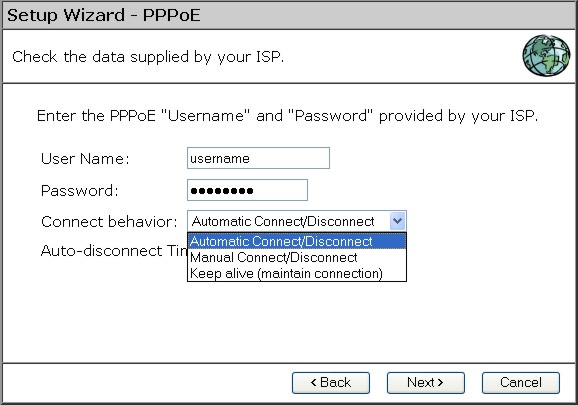 Setup Wizard - PPPoE
Check the data supplied by your ISP.
Enter the PPPoE "Username" and "Password" provided by your ISP.
User Name: username
Password: ●●●●●●●●
Connect behavior: Automatic Connect/Disconnect
Automatic Connect/Disconnect
Auto-disconnect
Manual Connect/Disconnect
Keep alive (maintain connection)
< Back Next > Cancel